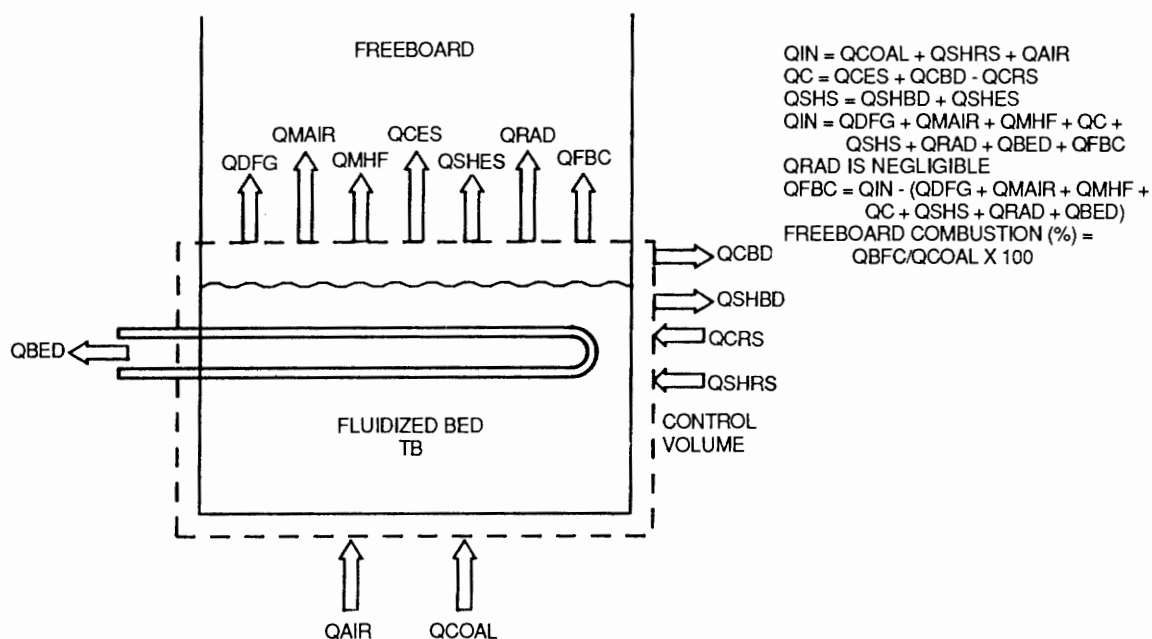 FREEBOARD
QMAIR QCES QRAD
QDFG QMHF QSHES QFBC
QIN = QCOAL + QSHRS + QAIR
QC = QCES + QCBD - QCRS
QSHS = QSHBD + QSHES
QIN = QDFG + QMAIR + QMHF + QC +
QSHS + QRAD + QBED + QFBC
QRAD IS NEGLIGIBLE
QFBC = QIN - (QDFG + QMAIR + QMHF +
QC + QSHS + QRAD + QBED)
FREEBOARD COMBUSTION (%) =
QBFC/QCOAL X 100
QCBD
QSHBD
QCRS
QSHRS
QBED
FLUIDIZED BED
TB
CONTROL
VOLUME
QAIR QCOAL